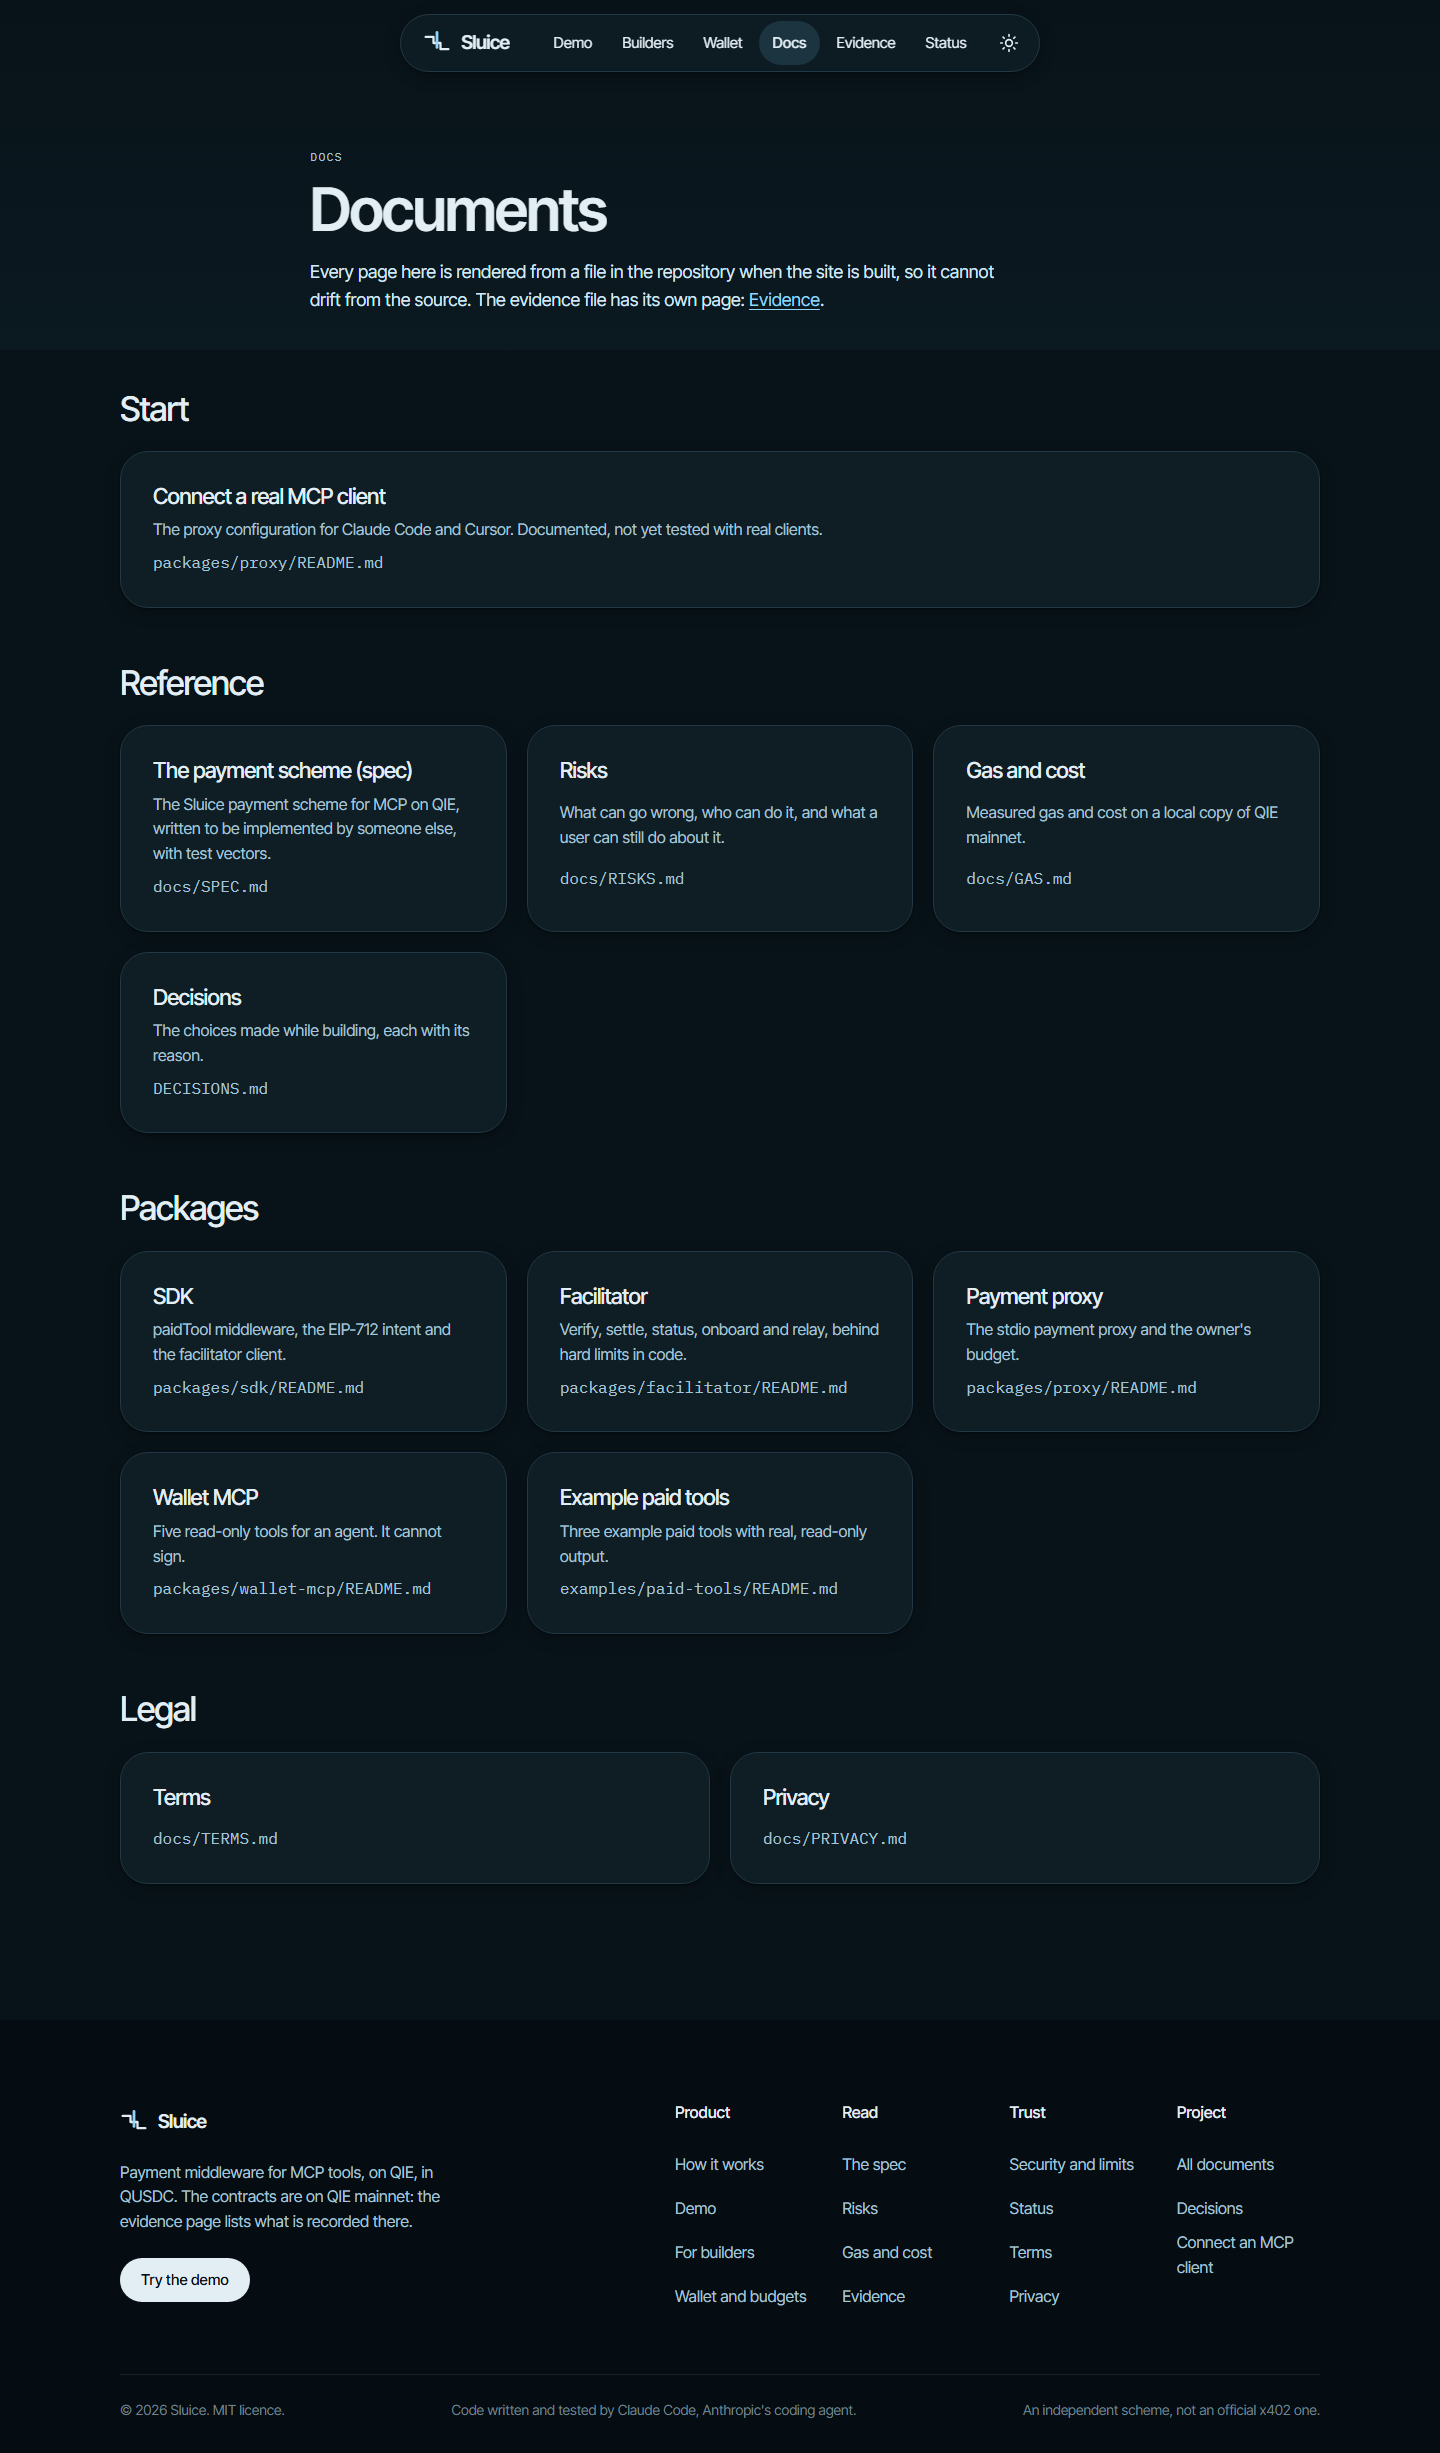 Sluice
Demo
Builders
Wallet
Docs
Evidence
Status
DOCS
Documents
Every page here is rendered from a file in the repository when the site is built, so it cannot
drift from the source. The evidence file has its own page: Evidence.
Start
Connect a real MCP client
The proxy configuration for Claude Code and Cursor. Documented, not yet tested with real clients.
packages/proxy/README.md
Reference
The payment scheme (spec)
The Sluice payment scheme for MCP on QIE,
written to be implemented by someone else,
with test vectors.
docs/SPEC.md
Risks
What can go wrong, who can do it, and what a
user can still do about it.
docs/RISKS.md
Gas and cost
Measured gas and cost on a local copy of QIE
mainnet.
docs/GAS.md
Decisions
The choices made while building, each with its
reason.
DECISIONS.md
Packages
SDK
paidTool middleware, the EIP-712 intent and
the facilitator client.
packages/sdk/README.md
Facilitator
Verify, settle, status, onboard and relay, behind
hard limits in code.
packages/facilitator/README.md
Payment proxy
The stdio payment proxy and the owner's
budget.
packages/proxy/README.md
Wallet MCP
Five read-only tools for an agent. It cannot
sign.
packages/wallet-mcp/README.md
Example paid tools
Three example paid tools with real, read-only
output.
examples/paid-tools/README.md
Legal
Terms
docs/TERMS.md
Privacy
docs/PRIVACY.md
Sluice
Payment middleware for MCP tools, on QIE, in
QUSDC. The contracts are on QIE mainnet: the
evidence page lists what is recorded there.
Try the demo
Product
How it works
Demo
For builders
Wallet and budgets
Read
The spec
Risks
Gas and cost
Evidence
Trust
Security and limits
Status
Terms
Privacy
Project
All documents
Decisions
Connect an MCP
client
© 2026 Sluice. MIT licence.
Code written and tested by Claude Code, Anthropic's coding agent.
An independent scheme, not an official x402 one.